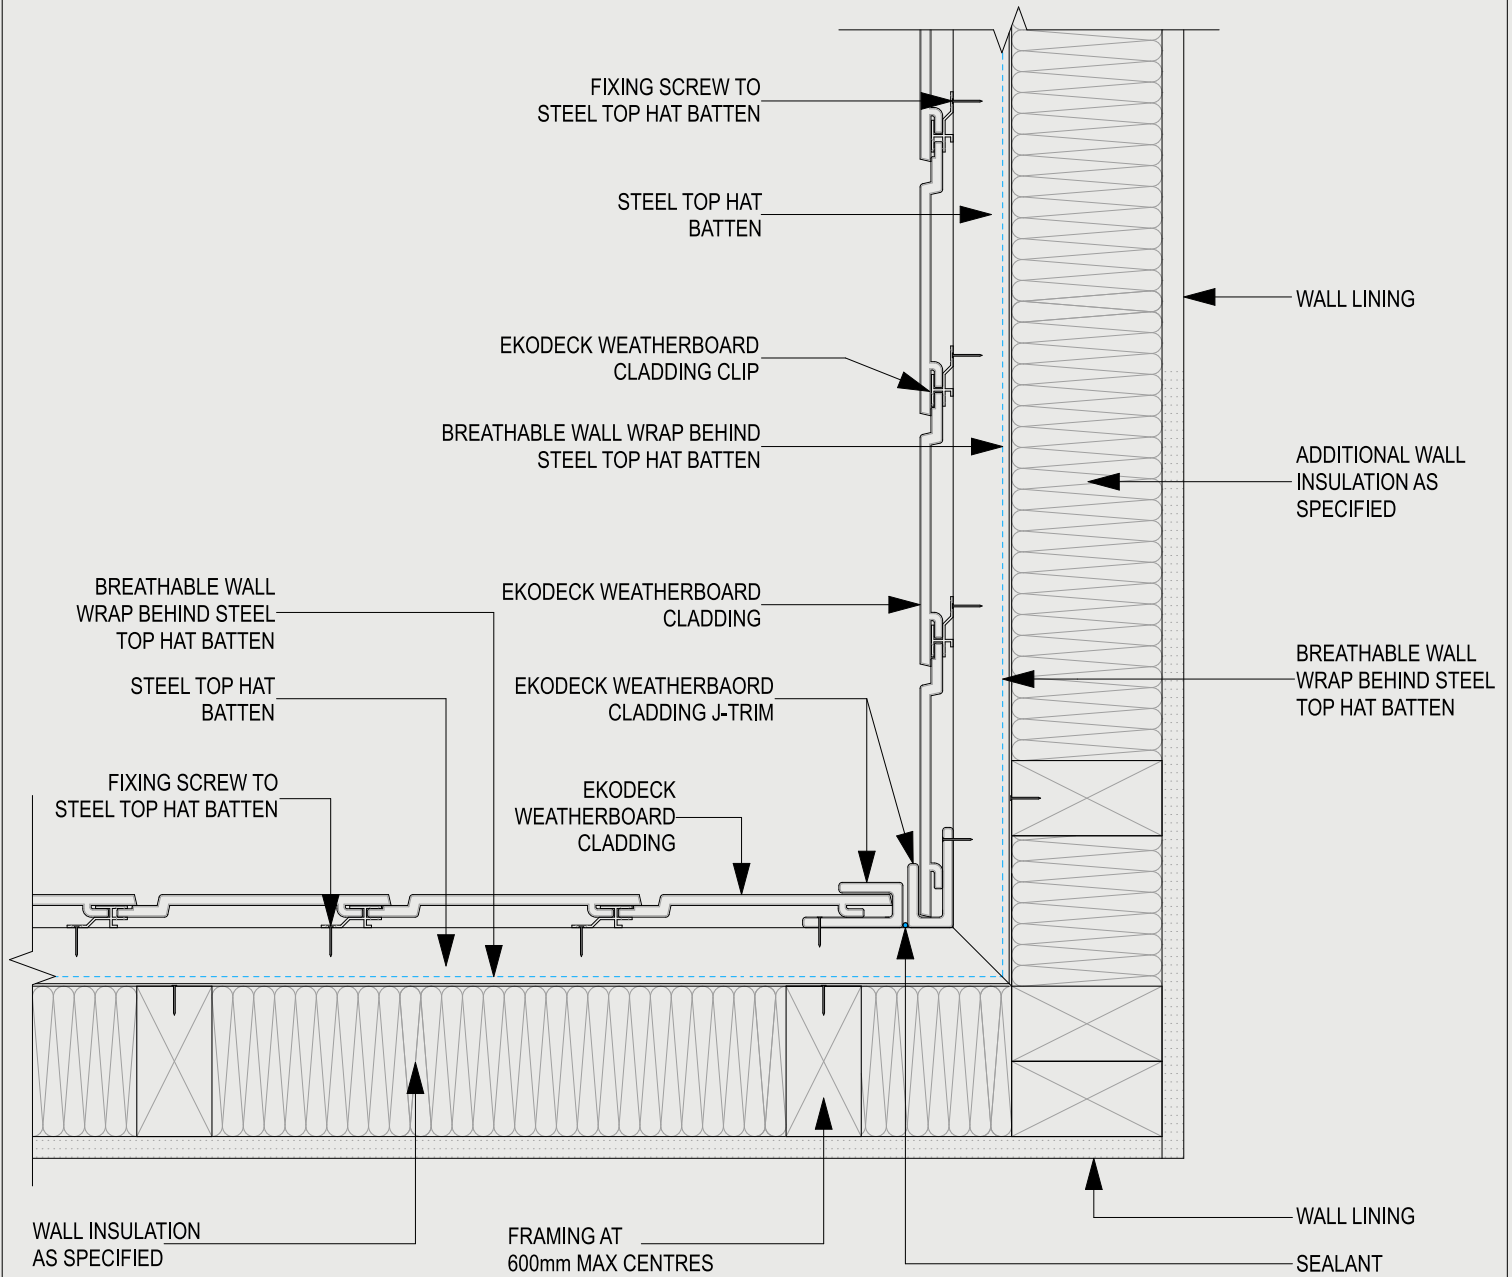 FIXING SCREW TO
STEEL TOP HAT BATTEN
STEEL TOP HAT
BATTEN
WALL LINING
EKODECK WEATHERBOARD
CLADDING CLIP
BREATHABLE WALL WRAP BEHIND
STEEL TOP HAT BATTEN
ADDITIONAL WALL
INSULATION AS
SPECIFIED
BREATHABLE WALL
WRAP BEHIND STEEL
TOP HAT BATTEN
EKODECK WEATHERBOARD
CLADDING
BREATHABLE WALL
WRAP BEHIND STEEL
TOP HAT BATTEN
STEEL TOP HAT
BATTEN
EKODECK WEATHERBAORD
CLADDING J-TRIM
FIXING SCREW TO
STEEL TOP HAT BATTEN
EKODECK
WEATHERBOARD
CLADDING
WALL INSULATION
AS SPECIFIED
FRAMING AT
600mm MAX CENTRES
WALL LINING
SEALANT